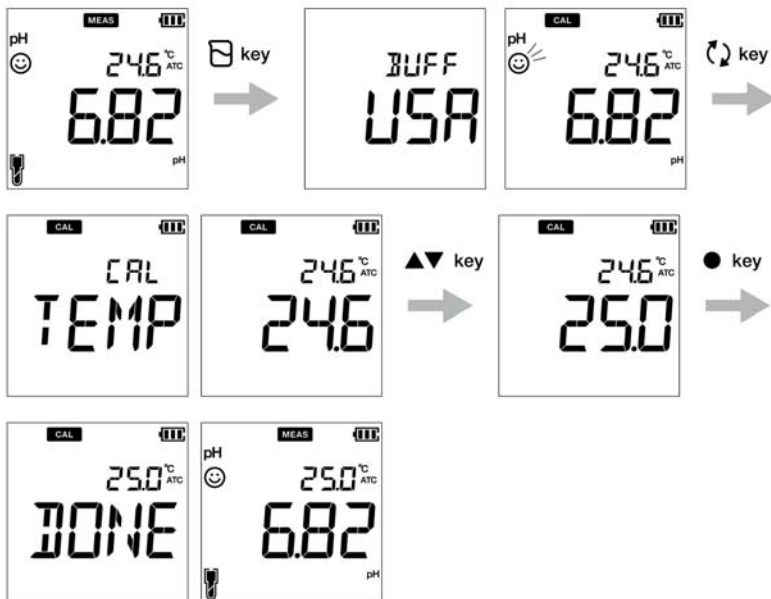 MEAS
pH
24.6 °C ATC
6.82
pH
key
BUFF
USA
CAL
pH
24.6 °C ATC
6.82
pH
key
CAL
CAL
TEMP
CAL
24.6 °C ATC
24.6
▲▼ key
CAL
24.6 °C ATC
25.0
● key
CAL
25.0 °C ATC
DONE
MEAS
pH
25.0 °C ATC
6.82
pH